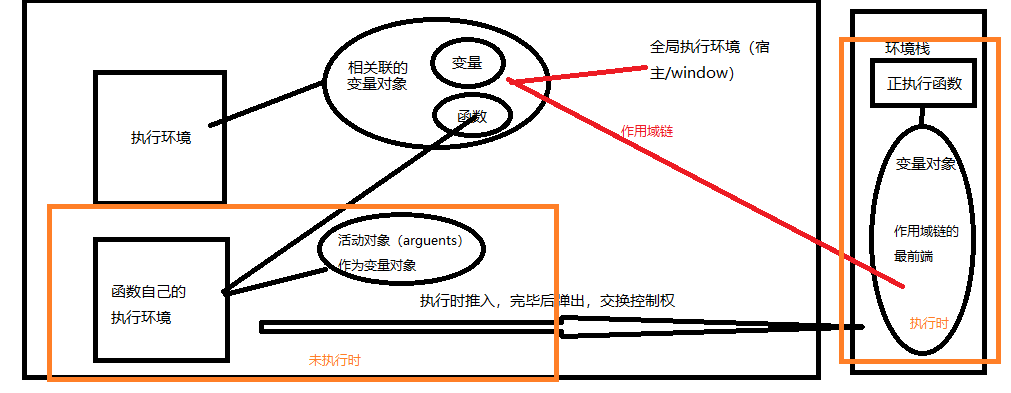 相关联的
变量对象
变量
函数
执行环境
全局执行环境（宿
主/window）
作用域链
函数自己的
执行环境
活动对象（arguents）
作为变量对象
执行时推入，完毕后弹出，交换控制权
未执行时
环境栈
正执行函数
变量对象
作用域链的
最前端
执行时